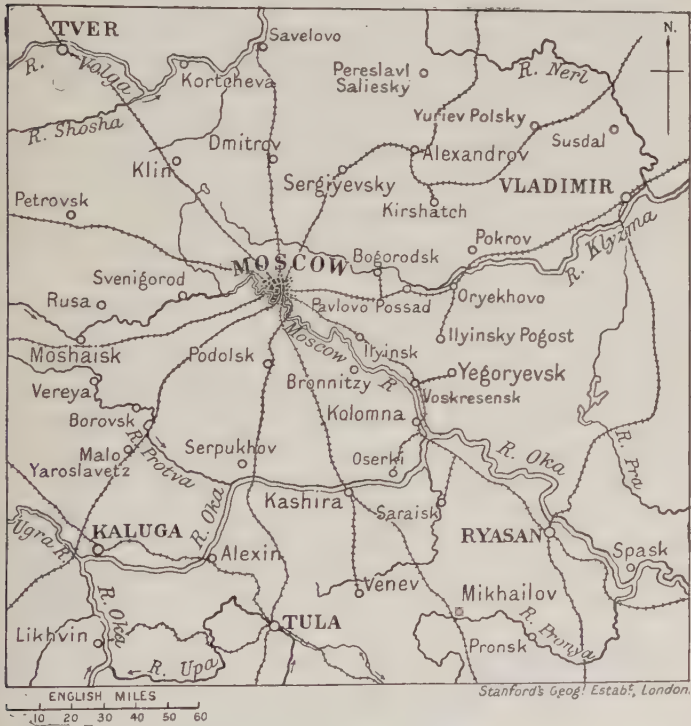 TVER
Savelovo
N.
R. Volga
Kortcheva
Pereslavl
Saliesky
R. Nerl
R. Shosha
Yuriev Polsky
Susdal
Dmitrov
Klin
Alexandrov
Sergiyevsky
VLADIMIR
Kirshatch
Petrovsk
Pokrov
R. Klyzma
MOSCOW
Bogorodsk
Svenigorod
Oryekhovo
Rusa
Pavlovo Possad
Moscow R
Ilyinsky Pogost
Moshaisk
Ilyinsk
Podolsk
Bronnitzy
Yegoryevsk
Vereya
Voskresensk
Borovsk
Kolomna
R. Oka
R. Pra
Malo
Yaroslavetz
R. Protva
Serpukhov
Oserki
Kashira
R. Oka
Saraisk
Ugra R.
KALUGA
RYASAN
Alexin
Spask
Venev
Mikhailov
R. Oka
TULA
R. Pronya
Likhvin
Pronsk
R. Upa
ENGLISH MILES
0 10 20 30 40 50 60
Stanford's Geog! Estabt, London.